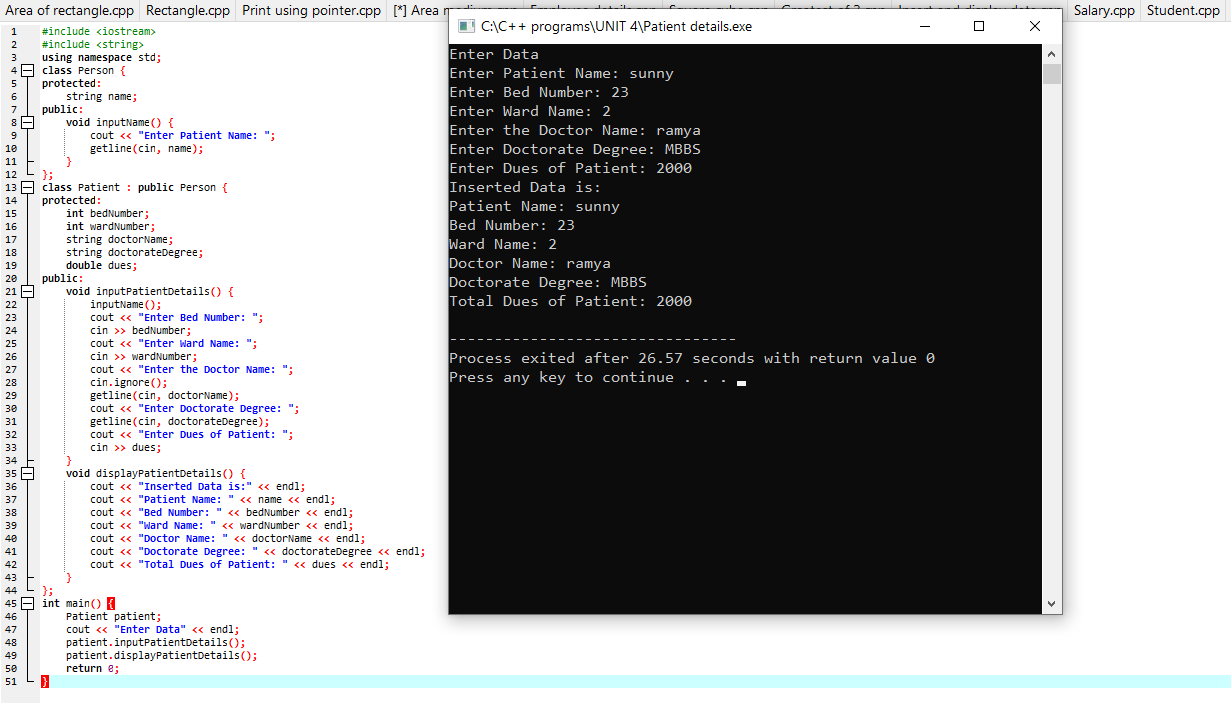 Area of rectangle.cpp Rectangle.cpp Print using pointer.cpp [*] Area Salary.cpp Student.cpp
1 #include <iostream>
2 #include <string>
3 using namespace std;
4 class Person {
5 protected:
6 string name;
7 public:
8 void inputName() {
9 cout << "Enter Patient Name: ";
10 getline(cin, name);
11 }
12 };
13 class Patient : public Person {
14 protected:
15 int bedNumber;
16 int wardNumber;
17 string doctorName;
18 string doctorateDegree;
19 double dues;
20 public:
21 void inputPatientDetails() {
22 inputName();
23 cout << "Enter Bed Number: ";
24 cin >> bedNumber;
25 cout << "Enter Ward Name: ";
26 cin >> wardNumber;
27 cout << "Enter the Doctor Name: ";
28 cin.ignore();
29 getline(cin, doctorName);
30 cout << "Enter Doctorate Degree: ";
31 getline(cin, doctorateDegree);
32 cout << "Enter Dues of Patient: ";
33 cin >> dues;
34 }
35 void displayPatientDetails() {
36 cout << "Inserted Data is:" << endl;
37 cout << "Patient Name: " << name << endl;
38 cout << "Bed Number: " << bedNumber << endl;
39 cout << "Ward Name: " << wardNumber << endl;
40 cout << "Doctor Name: " << doctorName << endl;
41 cout << "Doctorate Degree: " << doctorateDegree << endl;
42 cout << "Total Dues of Patient: " << dues << endl;
43 }
44 };
45 int main() {
46 Patient patient;
47 cout << "Enter Data" << endl;
48 patient.inputPatientDetails();
49 patient.displayPatientDetails();
50 return 0;
51 }
C:\C++ programs\UNIT 4\Patient details.exe
Enter Data
Enter Patient Name: sunny
Enter Bed Number: 23
Enter Ward Name: 2
Enter the Doctor Name: ramya
Enter Doctorate Degree: MBBS
Enter Dues of Patient: 2000
Inserted Data is:
Patient Name: sunny
Bed Number: 23
Ward Name: 2
Doctor Name: ramya
Doctorate Degree: MBBS
Total Dues of Patient: 2000
--------------------------------
Process exited after 26.57 seconds with return value 0
Press any key to continue . . .